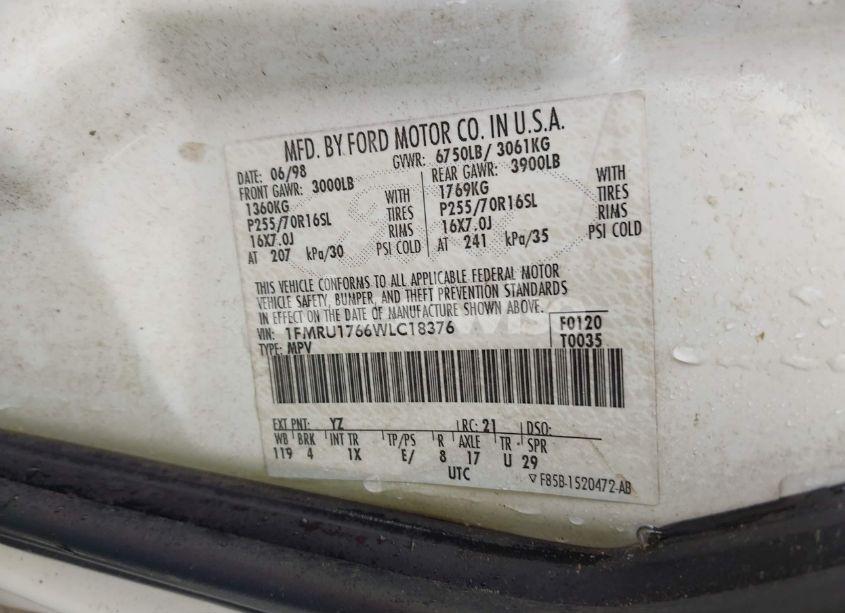 MFD. BY FORD MOTOR CO. IN U.S.A.
DATE: 06/98 GVWR: 6750LB/ 3061KG
FRONT GAWR: 3000LB REAR GAWR: 3900LB
1360KG WITH 1769KG WITH
P255/70R16SL TIRES P255/70R16SL TIRES
16X7.0J RIMS 16X7.0J RIMS
AT 207 kPa/30 PSI COLD AT 241 kPa/35 PSI COLD
THIS VEHICLE CONFORMS TO ALL APPLICABLE FEDERAL MOTOR
VEHICLE SAFETY, BUMPER, AND THEFT PREVENTION STANDARDS
IN EFFECT ON THE DATE OF MANUFACTURE SHOWN ABOVE.
VIN: 1FMRU1766WLC18376 F0120
TYPE: MPV T0035
EXT PNT: YZ RC: 21 DSO:
WB BRK INT TR TP/PS R AXLE TR SPR
119 4 1X E/ 8 17 U 29
UTC ▽F85B-1520472-AB